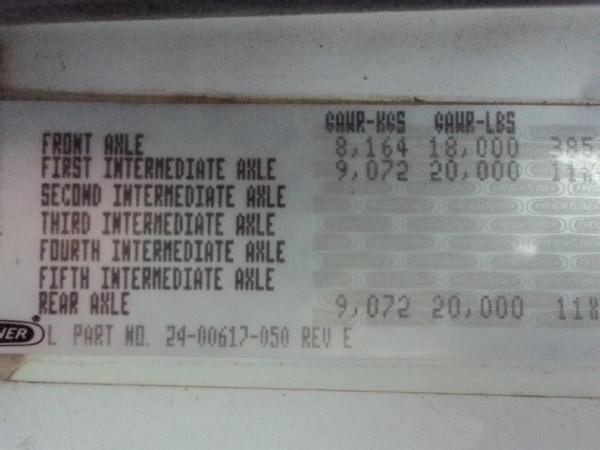 GAWR-KGS GAWR-LBS
FRONT AXLE 8,164 18,000 385
FIRST INTERMEDIATE AXLE 9,072 20,000
SECOND INTERMEDIATE AXLE
THIRD INTERMEDIATE AXLE
FOURTH INTERMEDIATE AXLE
FIFTH INTERMEDIATE AXLE
REAR AXLE 9,072 20,000
L PART NO. 24-00617-050 REV E